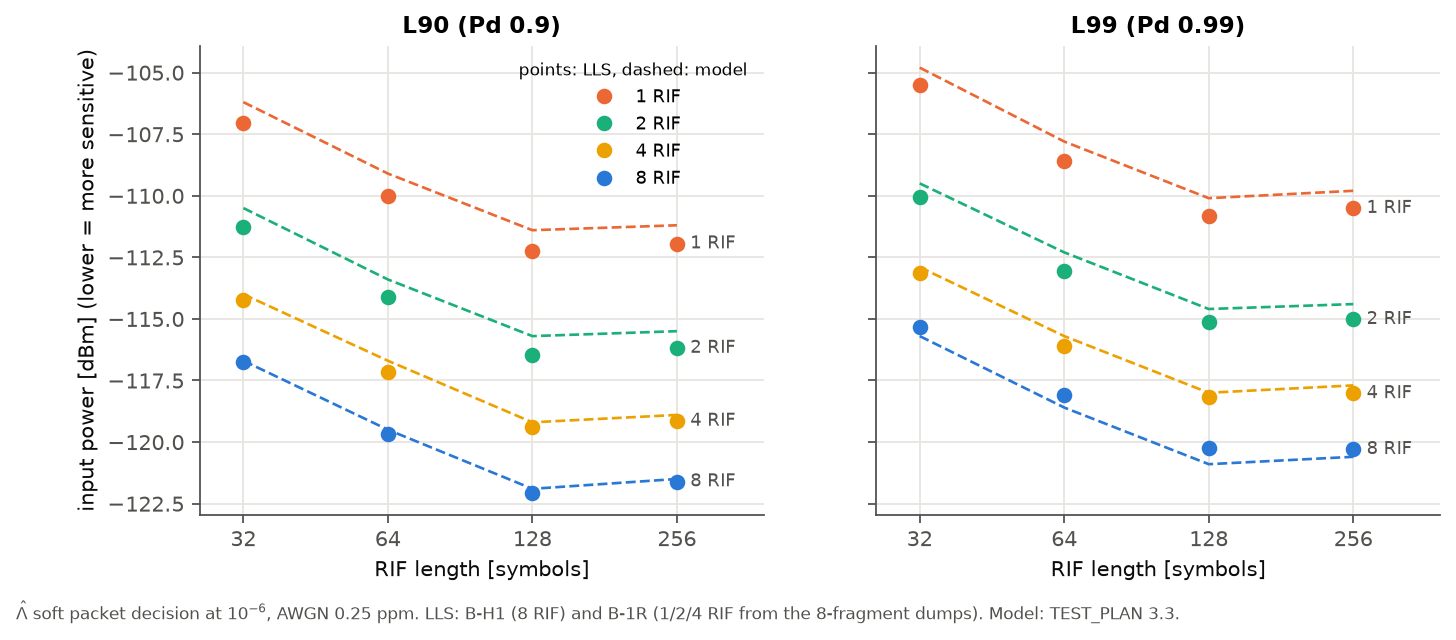 L90 (Pd 0.9)
L99 (Pd 0.99)
input power [dBm] (lower = more sensitive)
−105.0
−107.5
−110.0
−112.5
−115.0
−117.5
−120.0
−122.5
points: LLS, dashed: model
1 RIF
2 RIF
4 RIF
8 RIF
1 RIF
2 RIF
4 RIF
8 RIF
1 RIF
2 RIF
4 RIF
8 RIF
32 64 128 256
32 64 128 256
RIF length [symbols]
RIF length [symbols]
Λ̂ soft packet decision at 10⁻⁶, AWGN 0.25 ppm. LLS: B-H1 (8 RIF) and B-1R (1/2/4 RIF from the 8-fragment dumps). Model: TEST_PLAN 3.3.